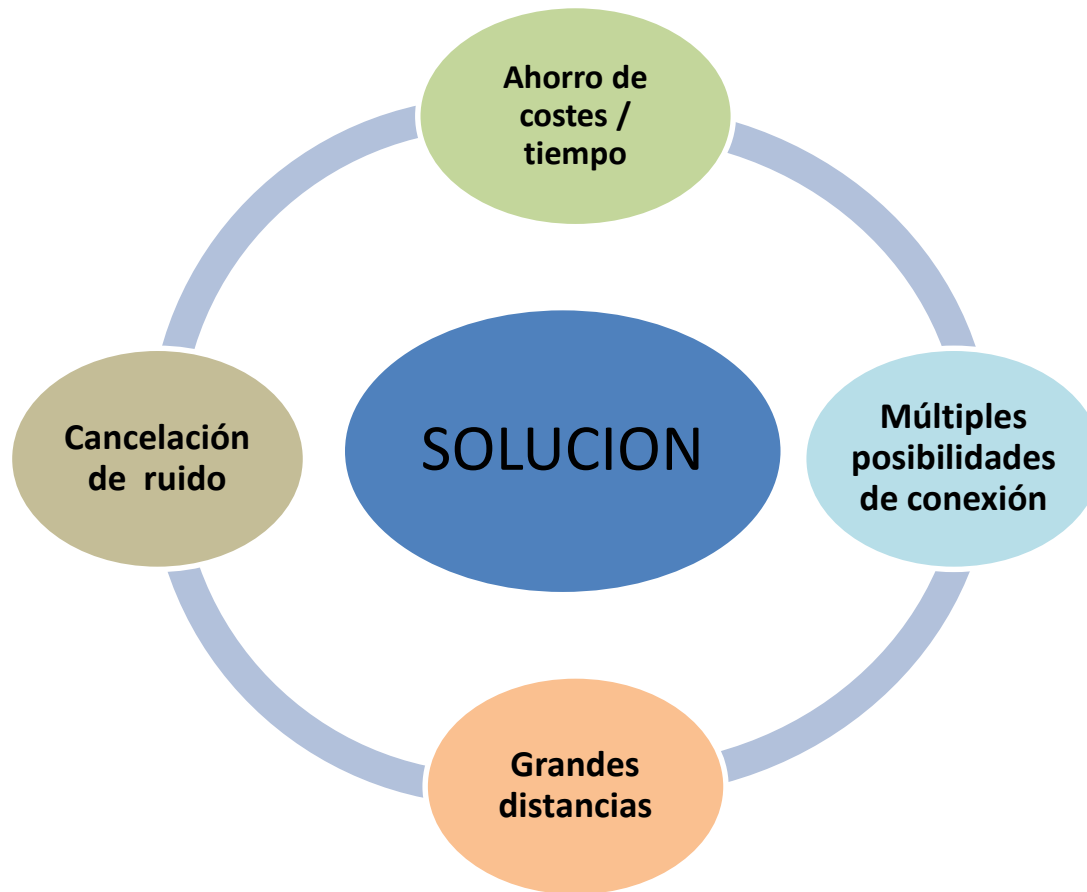 Ahorro de
costes /
tiempo
Cancelación
de ruido
SOLUCION
Múltiples
posibilidades
de conexión
Grandes
distancias